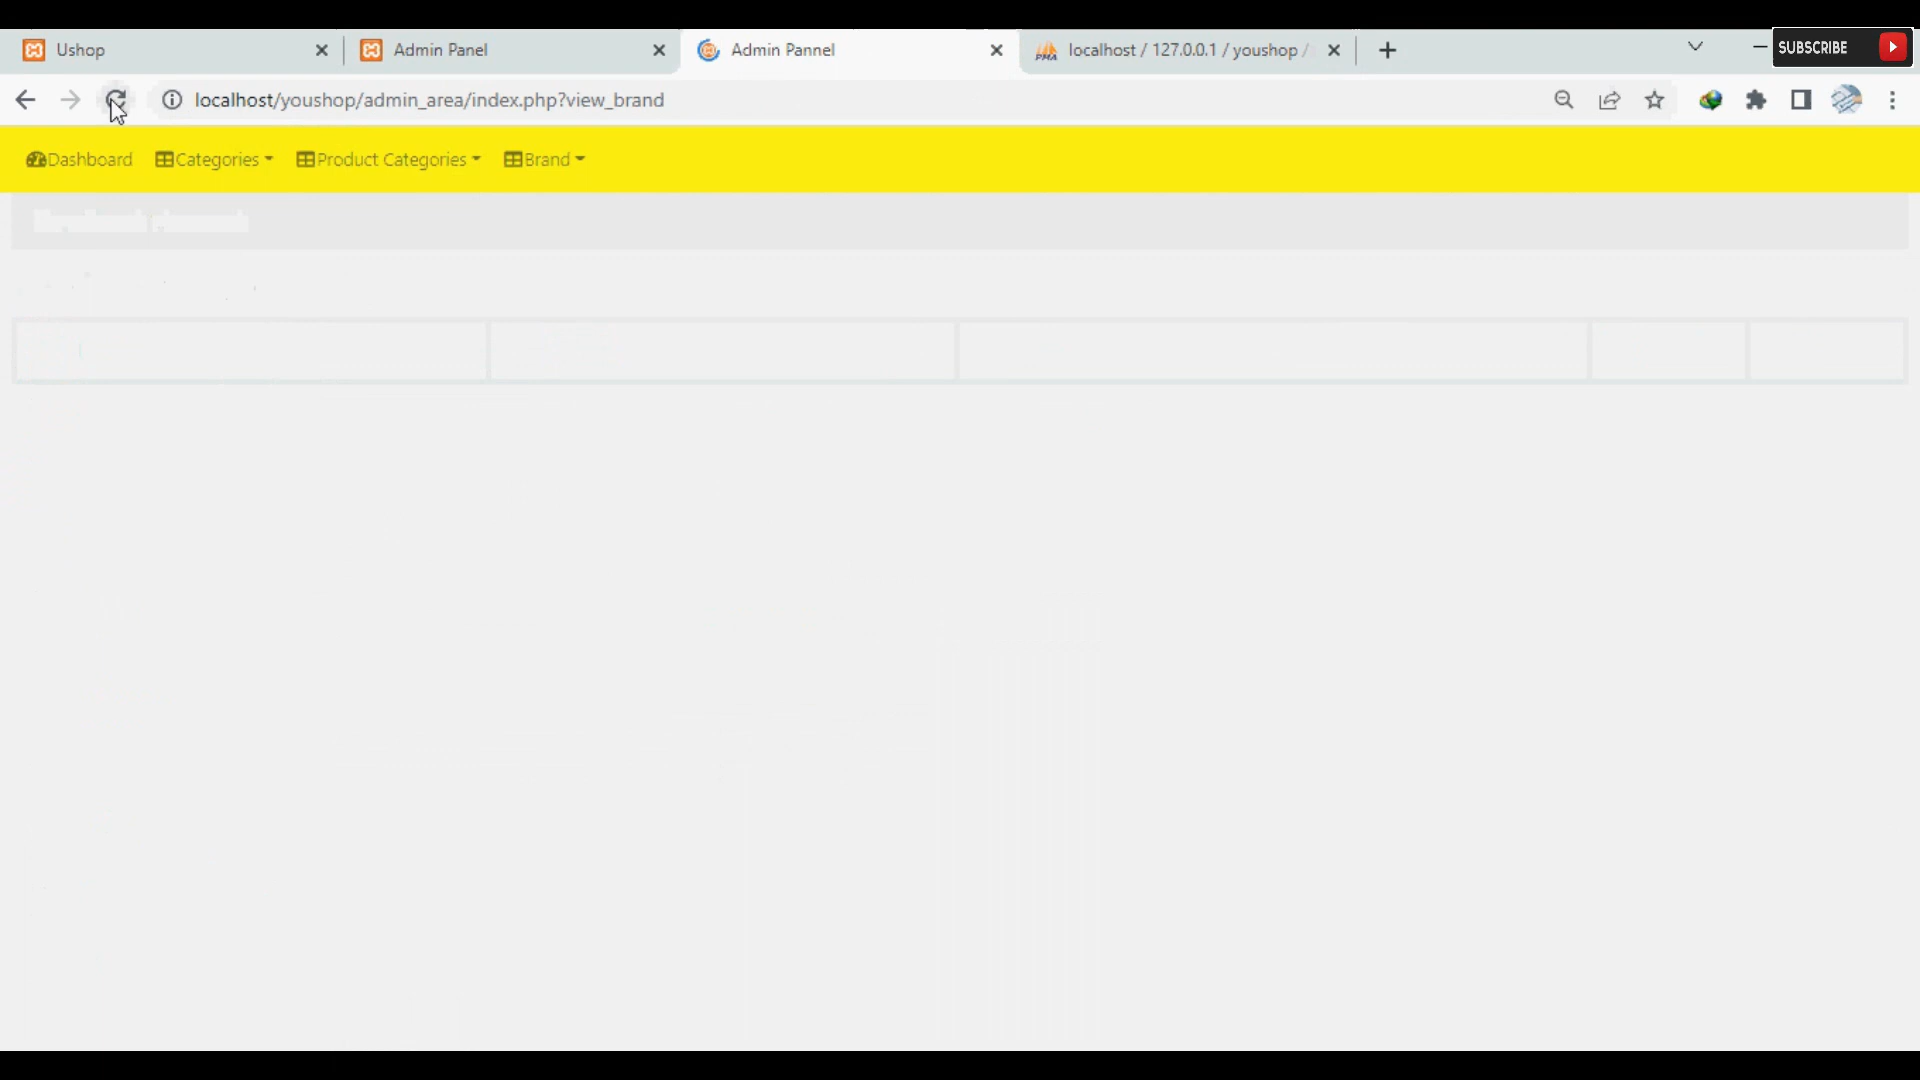 Ushop
Admin Panel
Admin Pannel
PMA
localhost / 127.0.0.1 / youshop /
SUBSCRIBE
localhost/youshop/admin_area/index.php?view_brand
Dashboard
Categories
Product Categories
Brand